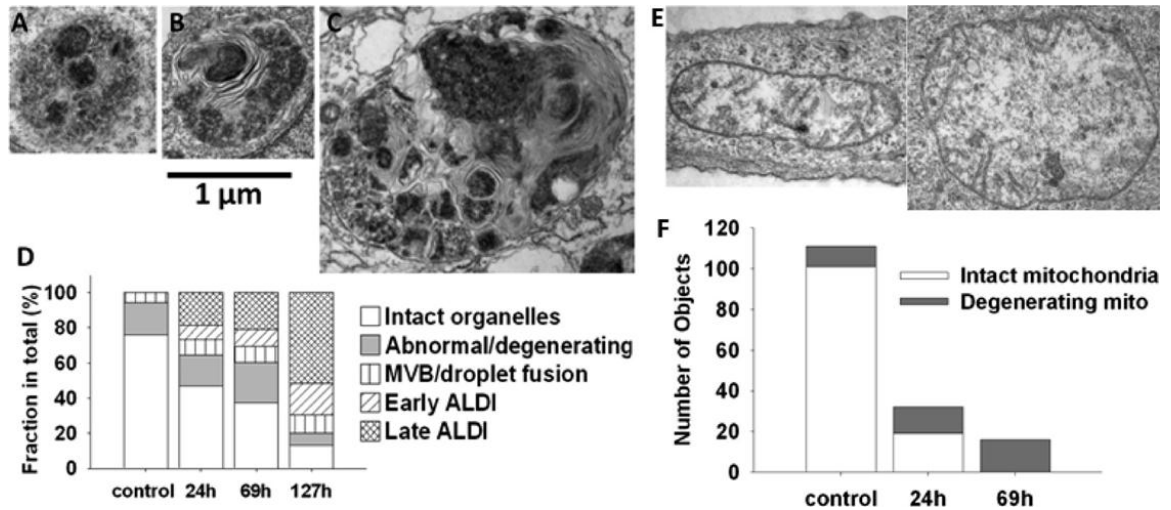 A
B
C
1 µm
D
Fraction in total (%)
100
80
60
40
20
0
control 24h 69h 127h
Intact organelles
Abnormal/degenerating
MVB/droplet fusion
Early ALDI
Late ALDI
E
F
Number of Objects
120
100
80
60
40
20
0
control 24h 69h
Intact mitochondria
Degenerating mito